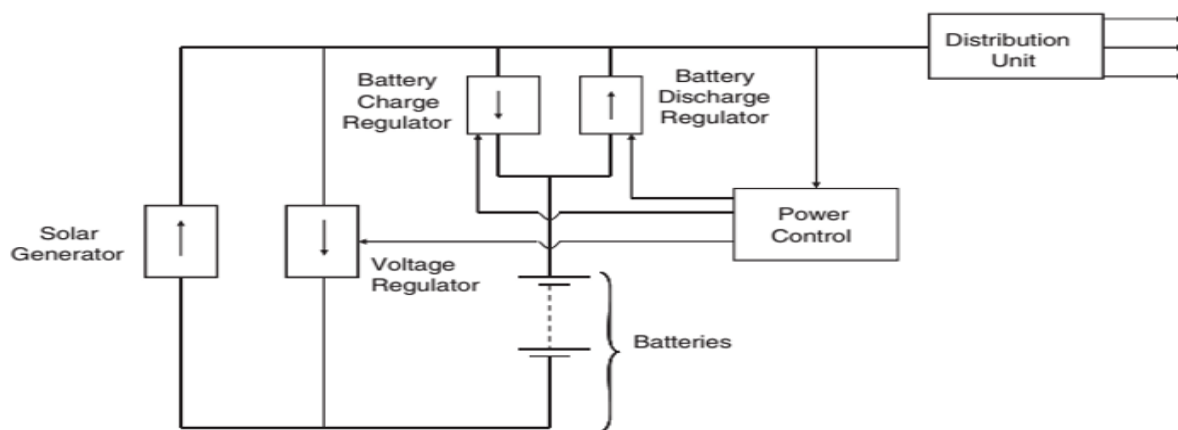 Distribution
Unit
Battery
Charge
Regulator
Battery
Discharge
Regulator
Solar
Generator
Voltage
Regulator
Power
Control
Batteries